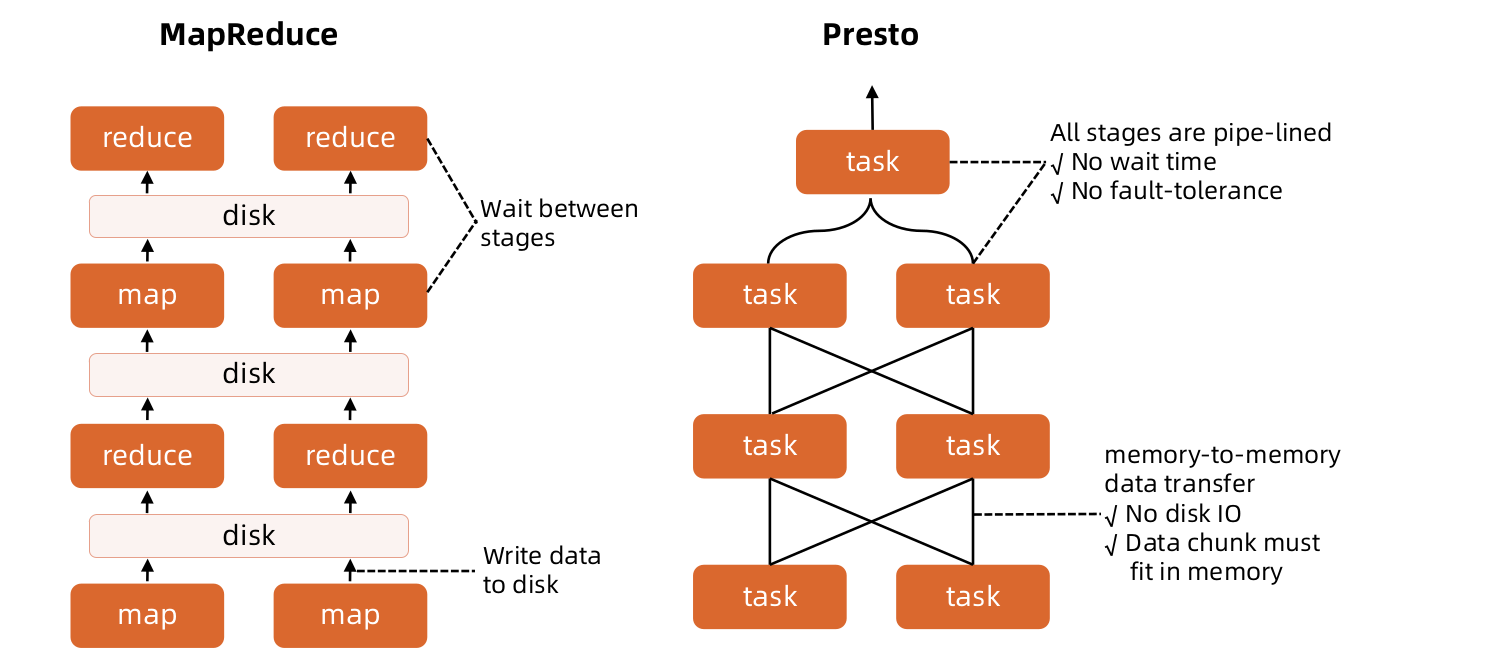 MapReduce
reduce
reduce
disk
map
map
disk
reduce
reduce
disk
map
map
Wait between
stages
Write data
to disk
Presto
task
task
task
task
task
task
task
All stages are pipe-lined
√ No wait time
√ No fault-tolerance
memory-to-memory
data transfer
√ No disk IO
√ Data chunk must
fit in memory